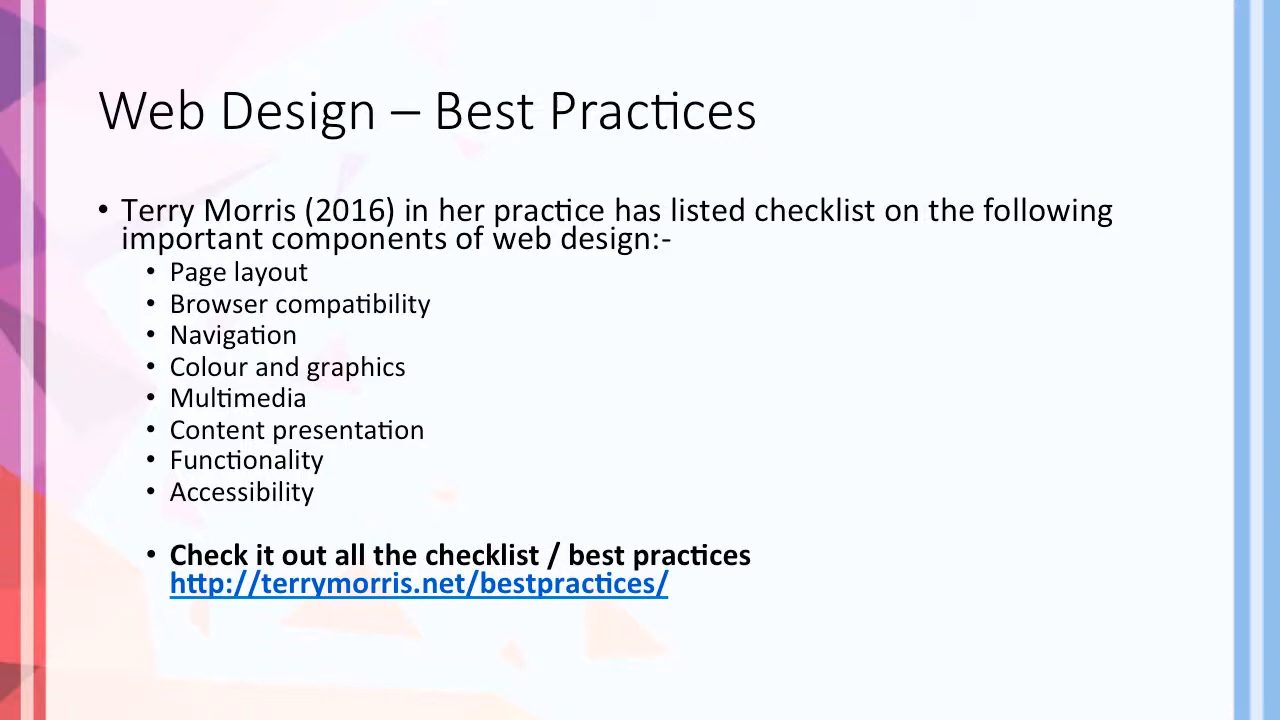 Web Design – Best Practices
• Terry Morris (2016) in her practice has listed checklist on the following
important components of web design:-
• Page layout
• Browser compatibility
• Navigation
• Colour and graphics
• Multimedia
• Content presentation
• Functionality
• Accessibility
• Check it out all the checklist / best practices
http://terrymorris.net/bestpractices/